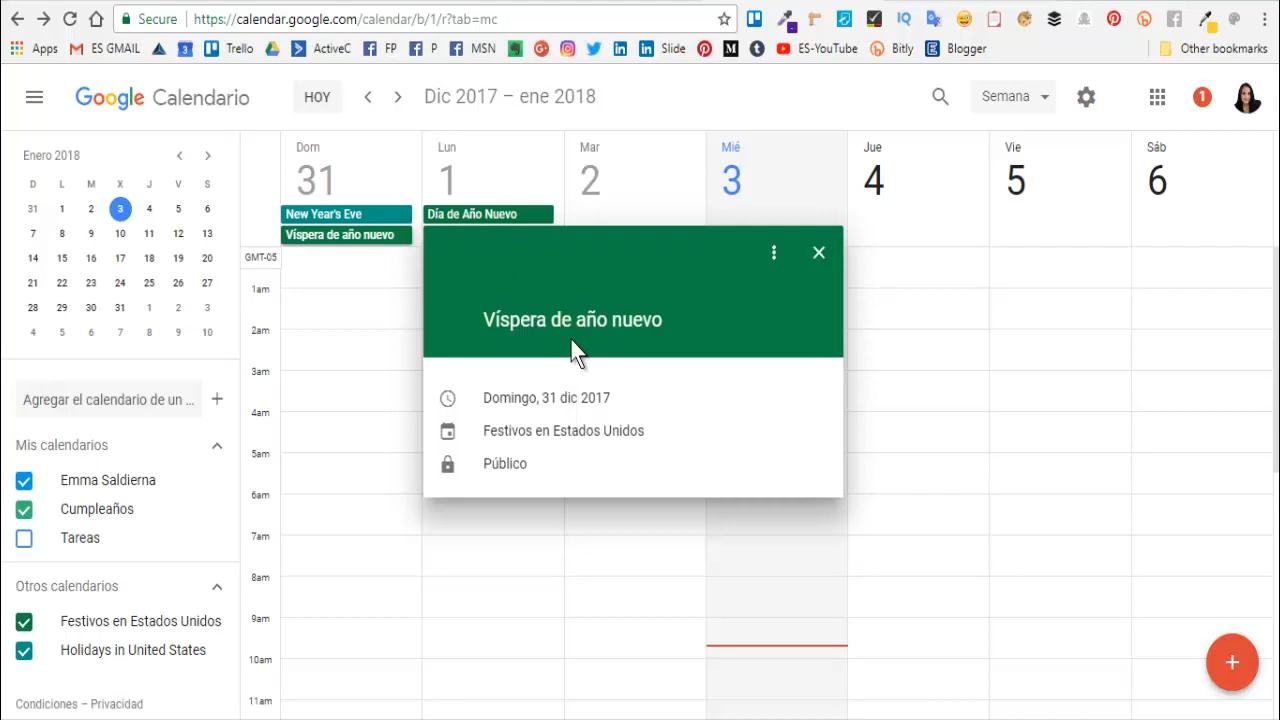 Secure https://calendar.google.com/calendar/b/1/r?tab=mc
Apps ES GMAIL Trello ActiveC FP P MSN Slide ES-YouTube Bitly Blogger Other bookmarks
Google Calendario HOY Dic 2017 – ene 2018 Semana 1
Enero 2018
D L M X J V S
31 1 2 3 4 5 6
7 8 9 10 11 12 13
14 15 16 17 18 19 20
21 22 23 24 25 26 27
28 29 30 31 1 2 3
4 5 6 7 8 9 10
Agregar el calendario de un ... +
Mis calendarios
Emma Saldierna
Cumpleaños
Tareas
Otros calendarios
Festivos en Estados Unidos
Holidays in United States
Condiciones – Privacidad
Dom Lun Mar Mié Jue Vie Sáb
31 1 2 3 4 5 6
New Year's Eve Día de Año Nuevo
Víspera de año nuevo
GMT-05
1am
2am
3am
4am
5am
6am
7am
8am
9am
10am
11am
Víspera de año nuevo
Domingo, 31 dic 2017
Festivos en Estados Unidos
Público
+